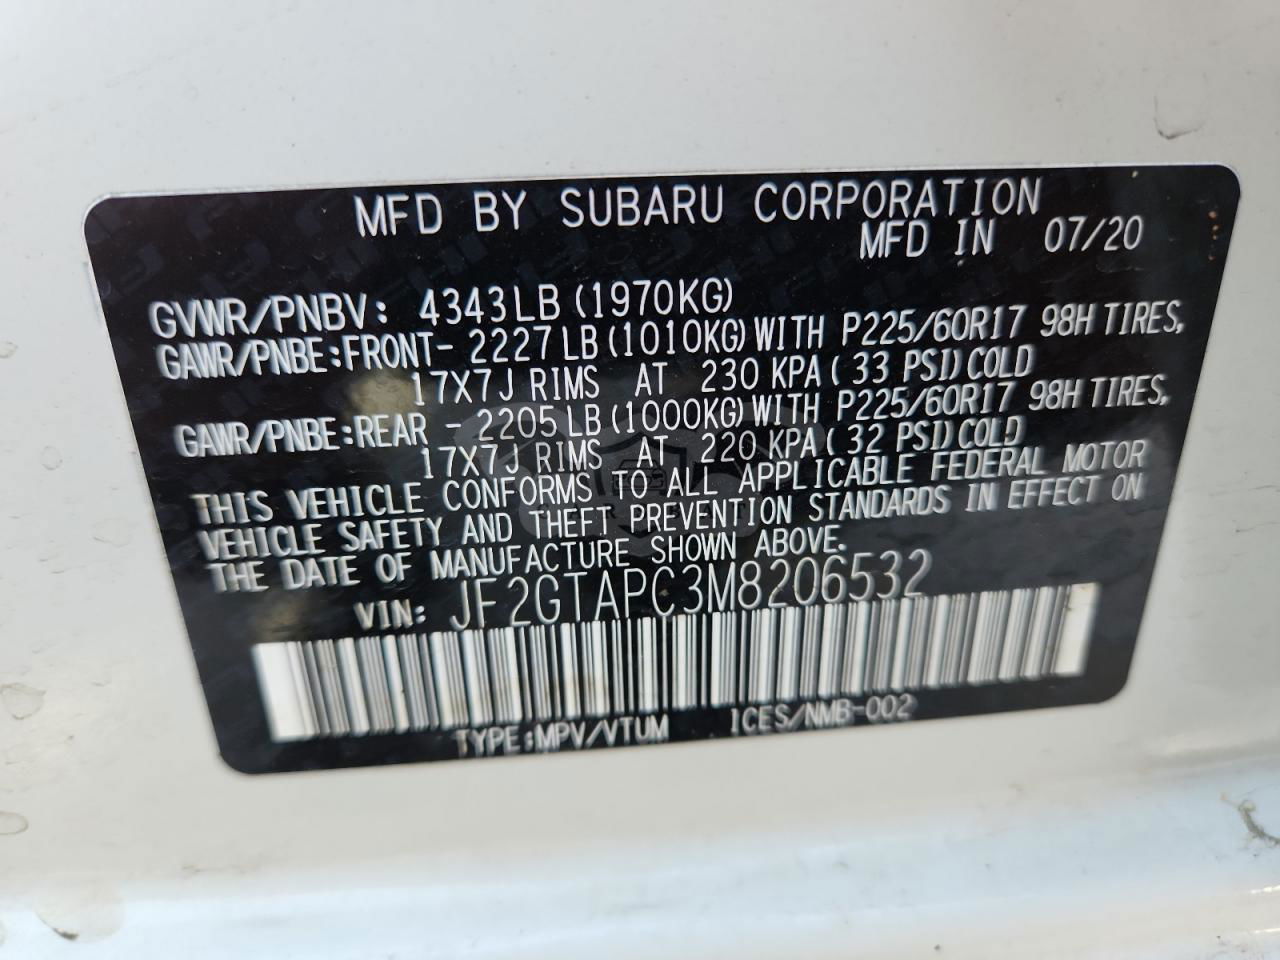 MFD BY SUBARU CORPORATION
MFD IN 07/20
GVWR/PNBV: 4343LB (1970KG)
GAWR/PNBE:FRONT- 2227LB (1010KG) WITH P225/60R17 98H TIRES,
17X7J RIMS AT 230 KPA ( 33 PSI) COLD
GAWR/PNBE:REAR - 2205LB (1000KG) WITH P225/60R17 98H TIRES,
17X7J RIMS AT 220 KPA ( 32 PSI) COLD
THIS VEHICLE CONFORMS TO ALL APPLICABLE FEDERAL MOTOR
VEHICLE SAFETY AND THEFT PREVENTION STANDARDS IN EFFECT ON
THE DATE OF MANUFACTURE SHOWN ABOVE.
VIN: JF2GTAPC3M8206532
TYPE:MPV/VTUM ICES/NMB-002